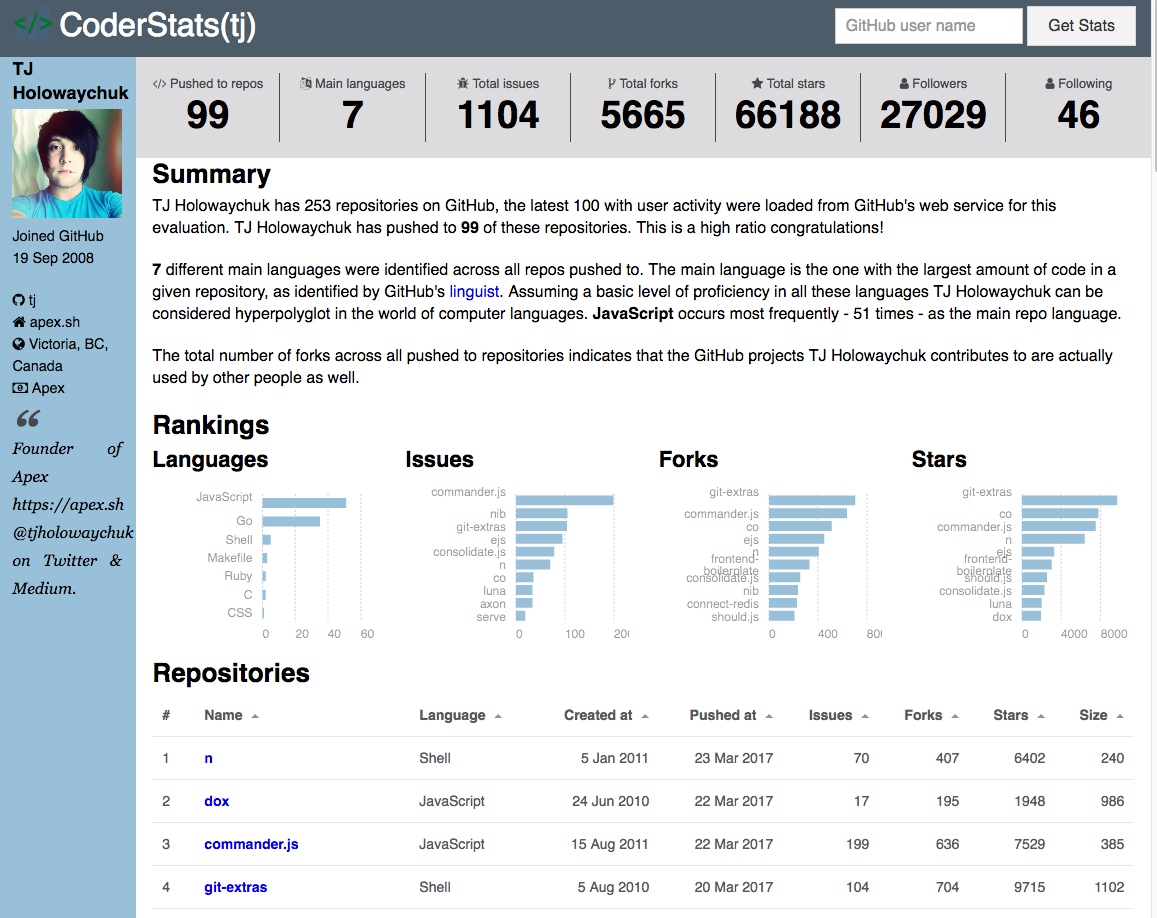 </> CoderStats(tj)
GitHub user name
Get Stats
TJ
Holowaychuk
Joined GitHub
19 Sep 2008
tj
apex.sh
Victoria, BC,
Canada
Apex
“
Founder of
Apex
https://apex.sh
@tjholowaychuk
on Twitter &
Medium.
</> Pushed to repos
99
Main languages
7
Total issues
1104
Total forks
5665
Total stars
66188
Followers
27029
Following
46
Summary
TJ Holowaychuk has 253 repositories on GitHub, the latest 100 with user activity were loaded from GitHub's web service for this
evaluation. TJ Holowaychuk has pushed to 99 of these repositories. This is a high ratio congratulations!
7 different main languages were identified across all repos pushed to. The main language is the one with the largest amount of code in a
given repository, as identified by GitHub's linguist. Assuming a basic level of proficiency in all these languages TJ Holowaychuk can be
considered hyperpolyglot in the world of computer languages. JavaScript occurs most frequently - 51 times - as the main repo language.
The total number of forks across all pushed to repositories indicates that the GitHub projects TJ Holowaychuk contributes to are actually
used by other people as well.
Rankings
Languages
JavaScript
Go
Shell
Makefile
Ruby
C
CSS
0 20 40 60
Issues
commander.js
nib
git-extras
ejs
consolidate.js
n
co
luna
axon
serve
0 100 20
Forks
git-extras
commander.js
co
ejs
n
frontend-
boilerplate
consolidate.js
nib
connect-redis
should.js
0 400 80
Stars
git-extras
co
commander.js
n
ejs
frontend-
boilerplate
should.js
consolidate.js
luna
dox
0 4000 8000
Repositories
# Name Language Created at Pushed at Issues Forks Stars Size
1 n Shell 5 Jan 2011 23 Mar 2017 70 407 6402 240
2 dox JavaScript 24 Jun 2010 22 Mar 2017 17 195 1948 986
3 commander.js JavaScript 15 Aug 2011 22 Mar 2017 199 636 7529 385
4 git-extras Shell 5 Aug 2010 20 Mar 2017 104 704 9715 1102